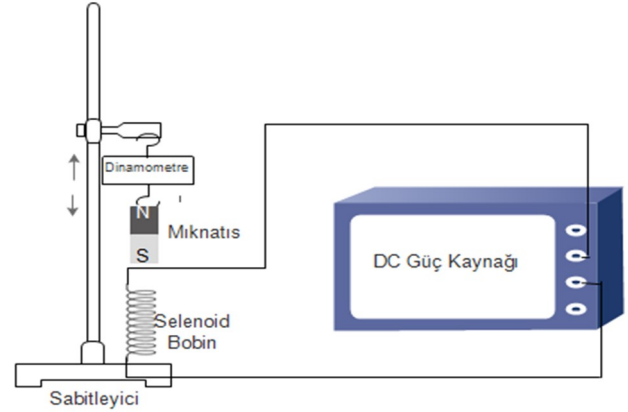 Dinamometre
N
Mıknatıs
S
DC Güç Kaynağı
Selenoid
Bobin
Sabitleyici